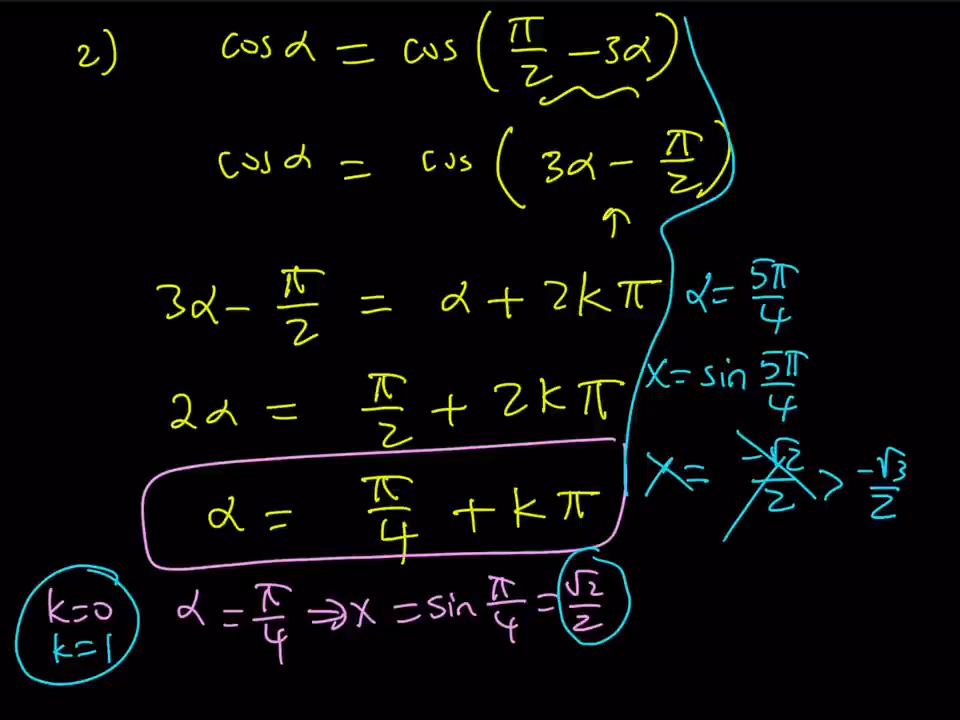 2) cos α = cos (π/2 − 3α)
cos α = cos (3α − π/2)
↑
3α − π/2 = α + 2kπ
2α = π/2 + 2kπ
α = π/4 + kπ
k=0
k=1
α = π/4 ⇒ x = sin π/4 = √2/2
α = 5π/4
x = sin 5π/4
x = −√2/2 > −√3/2